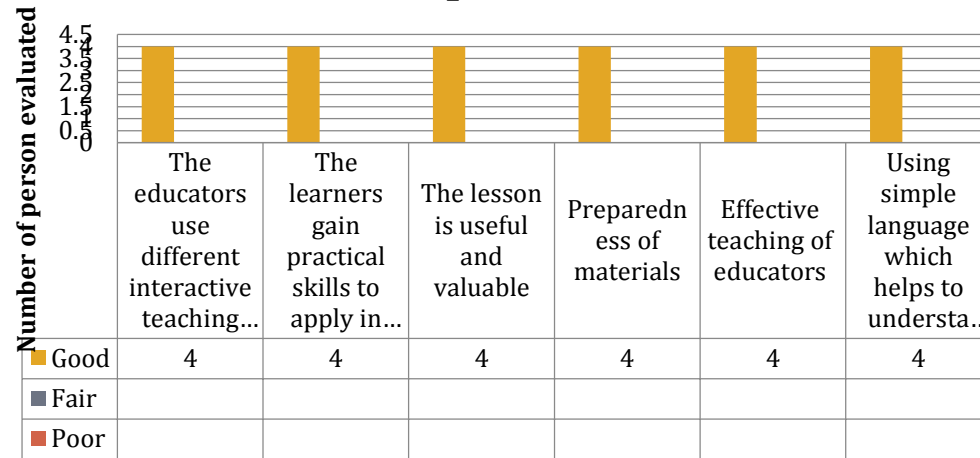 Number of person evaluated
4.5
4
3.5
3
2.5
2
1.5
1
0.5
0
The educators use different interactive teaching...
The learners gain practical skills to apply in...
The lesson is useful and valuable
Preparedn ess of materials
Effective teaching of educators
Using simple language which helps to understa...
Good 4 4 4 4 4 4
Fair
Poor